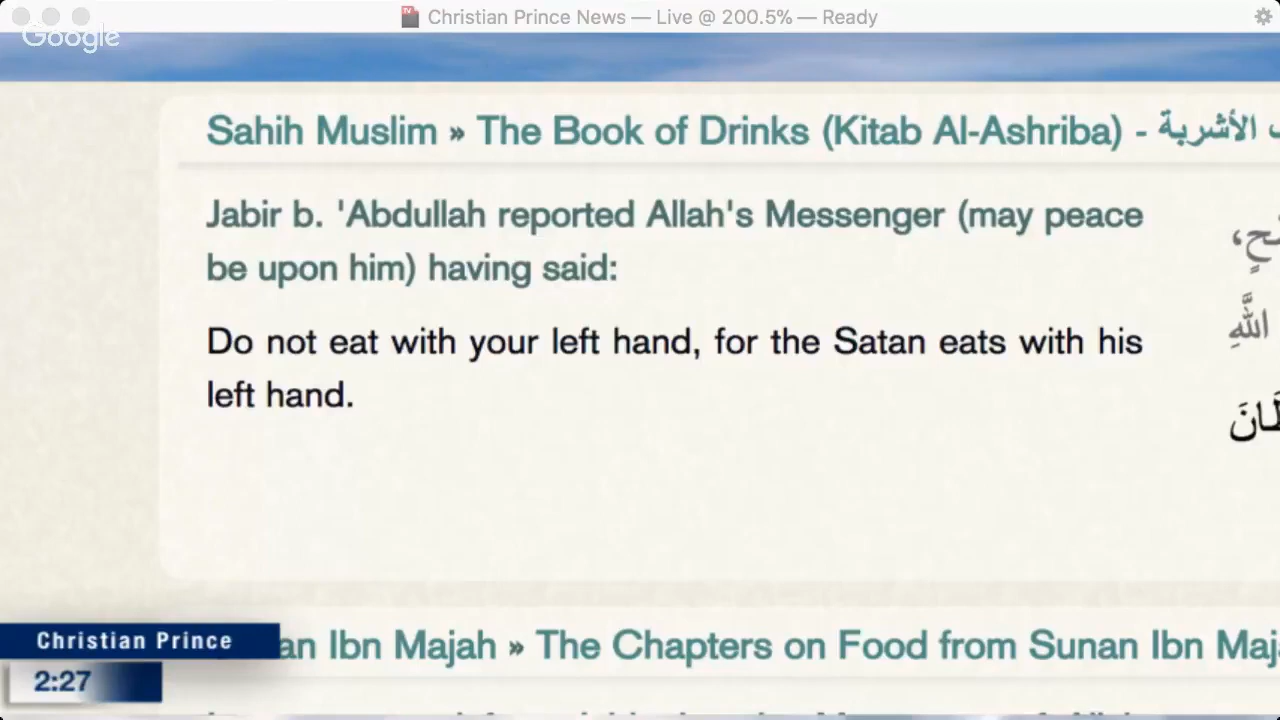 Christian Prince News — Live @ 200.5% — Ready
Google
Sahih Muslim » The Book of Drinks (Kitab Al-Ashriba) - الأشربة
Jabir b. 'Abdullah reported Allah's Messenger (may peace
be upon him) having said:
اللَّهِ
Do not eat with your left hand, for the Satan eats with his
left hand.
Christian Prince
an Ibn Majah » The Chapters on Food from Sunan Ibn Maj
2:27